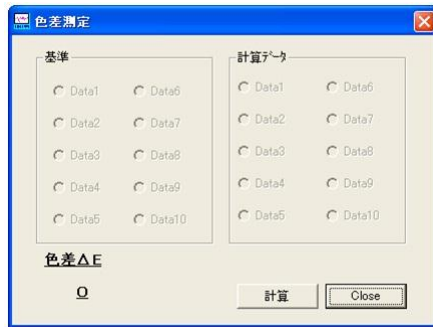 色差測定
基準
計算データ
Data1 Data6
Data2 Data7
Data3 Data8
Data4 Data9
Data5 Data10
Data1 Data6
Data2 Data7
Data3 Data8
Data4 Data9
Data5 Data10
色差ΔE
0
計算
Close